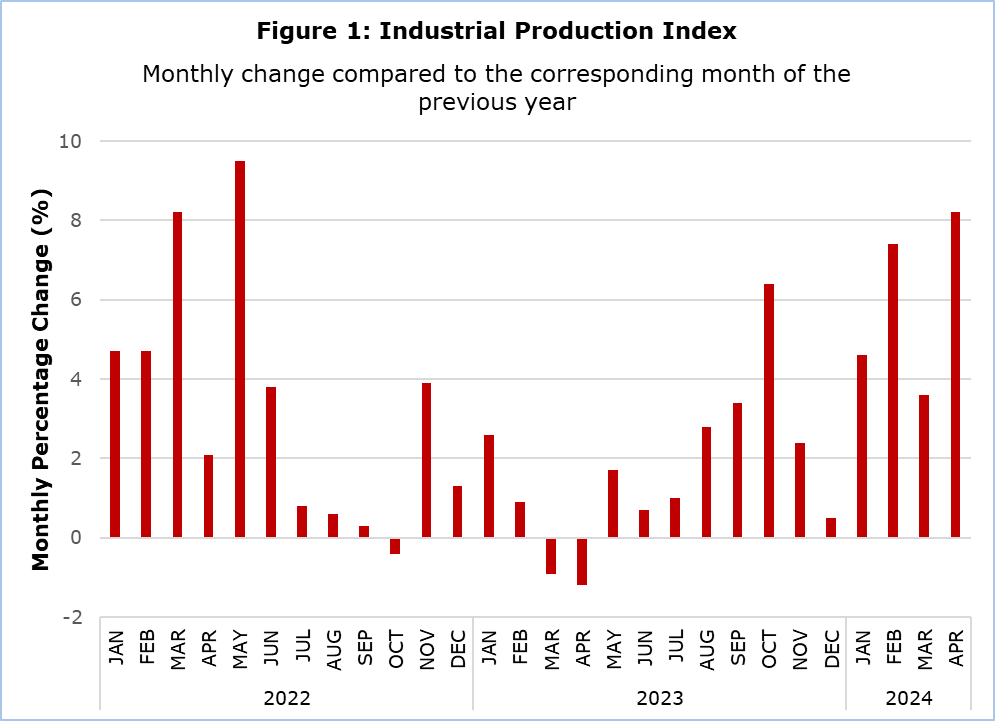 Figure 1: Industrial Production Index
Monthly change compared to the corresponding month of the
previous year
Monthly Percentage Change (%)
10
8
6
4
2
0
-2
JAN FEB MAR APR MAY JUN JUL AUG SEP OCT NOV DEC JAN FEB MAR APR MAY JUN JUL AUG SEP OCT NOV DEC JAN FEB MAR APR
2022 2023 2024